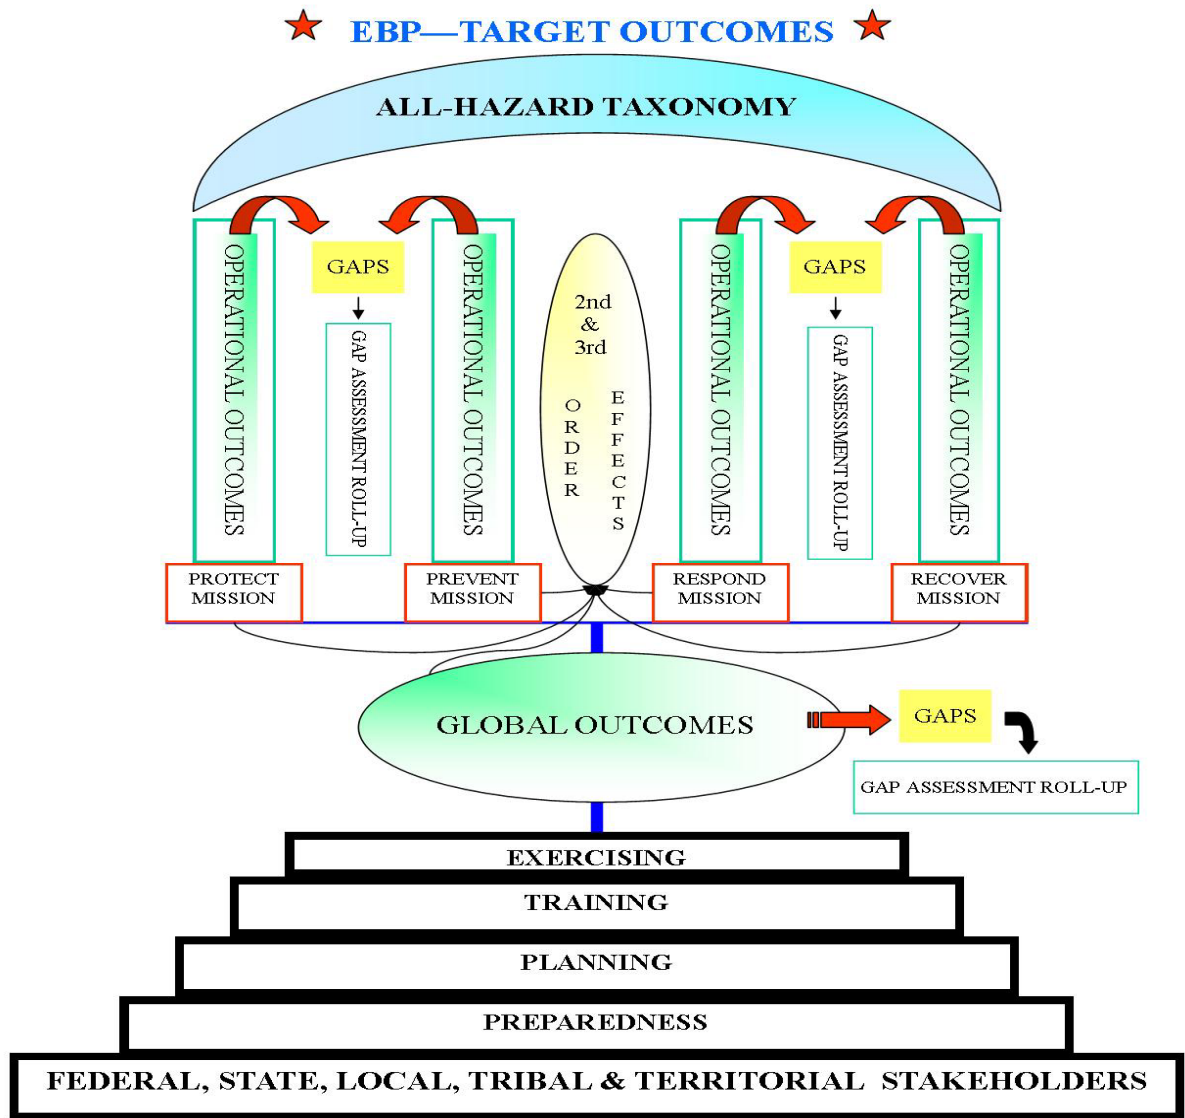 EBP—TARGET OUTCOMES
ALL-HAZARD TAXONOMY
OPERATIONAL OUTCOMES
GAPS
GAP ASSESSMENT ROLL-UP
OPERATIONAL OUTCOMES
2nd
&
3rd
ORDER
EFFECTS
OPERATIONAL OUTCOMES
GAPS
GAP ASSESSMENT ROLL-UP
OPERATIONAL OUTCOMES
PROTECT
MISSION
PREVENT
MISSION
RESPOND
MISSION
RECOVER
MISSION
GLOBAL OUTCOMES
GAPS
GAP ASSESSMENT ROLL-UP
EXERCISING
TRAINING
PLANNING
PREPAREDNESS
FEDERAL, STATE, LOCAL, TRIBAL & TERRITORIAL STAKEHOLDERS